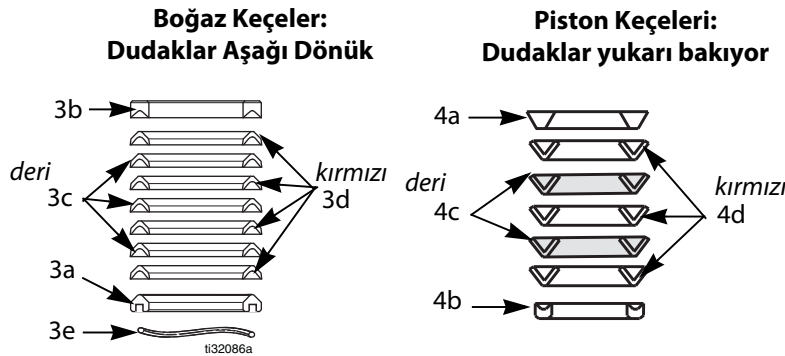 Boğaz Keçeler:
Dudaklar Aşağı Dönük
3b
deri
3c
kırmızı
3d
3a
3e
ti32086a
Piston Keçeleri:
Dudaklar yukarı bakıyor
4a
deri
4c
kırmızı
4d
4b